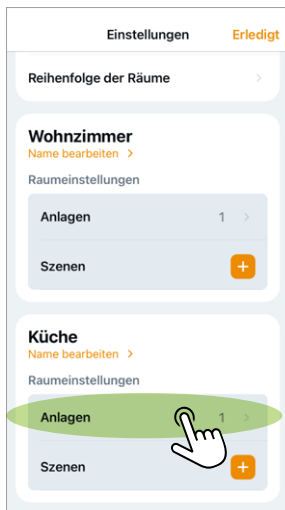 Einstellungen Erledigt
Reihenfolge der Räume
Wohnzimmer
Name bearbeiten >
Raumeinstellungen
Anlagen 1 >
Szenen +
Küche
Name bearbeiten >
Raumeinstellungen
Anlagen 1 >
Szenen +